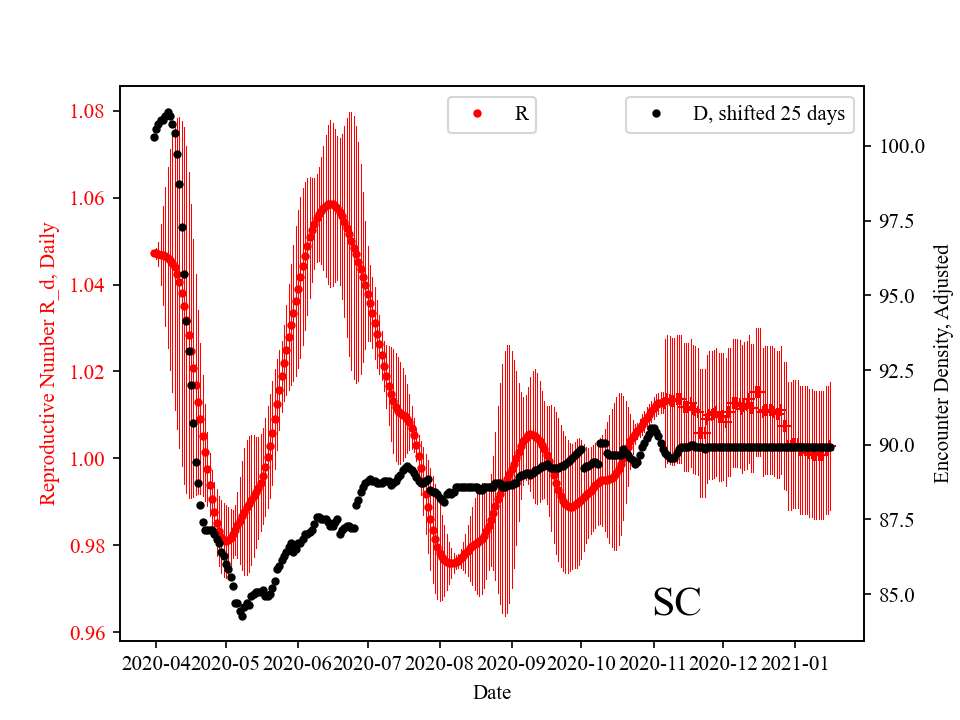 R
D, shifted 25 days
Reproductive Number R_d, Daily
1.08
1.06
1.04
1.02
1.00
0.98
0.96
100.0
97.5
95.0
92.5
90.0
87.5
85.0
Encounter Density, Adjusted
SC
2020-04 2020-05 2020-06 2020-07 2020-08 2020-09 2020-10 2020-11 2020-12 2021-01
Date